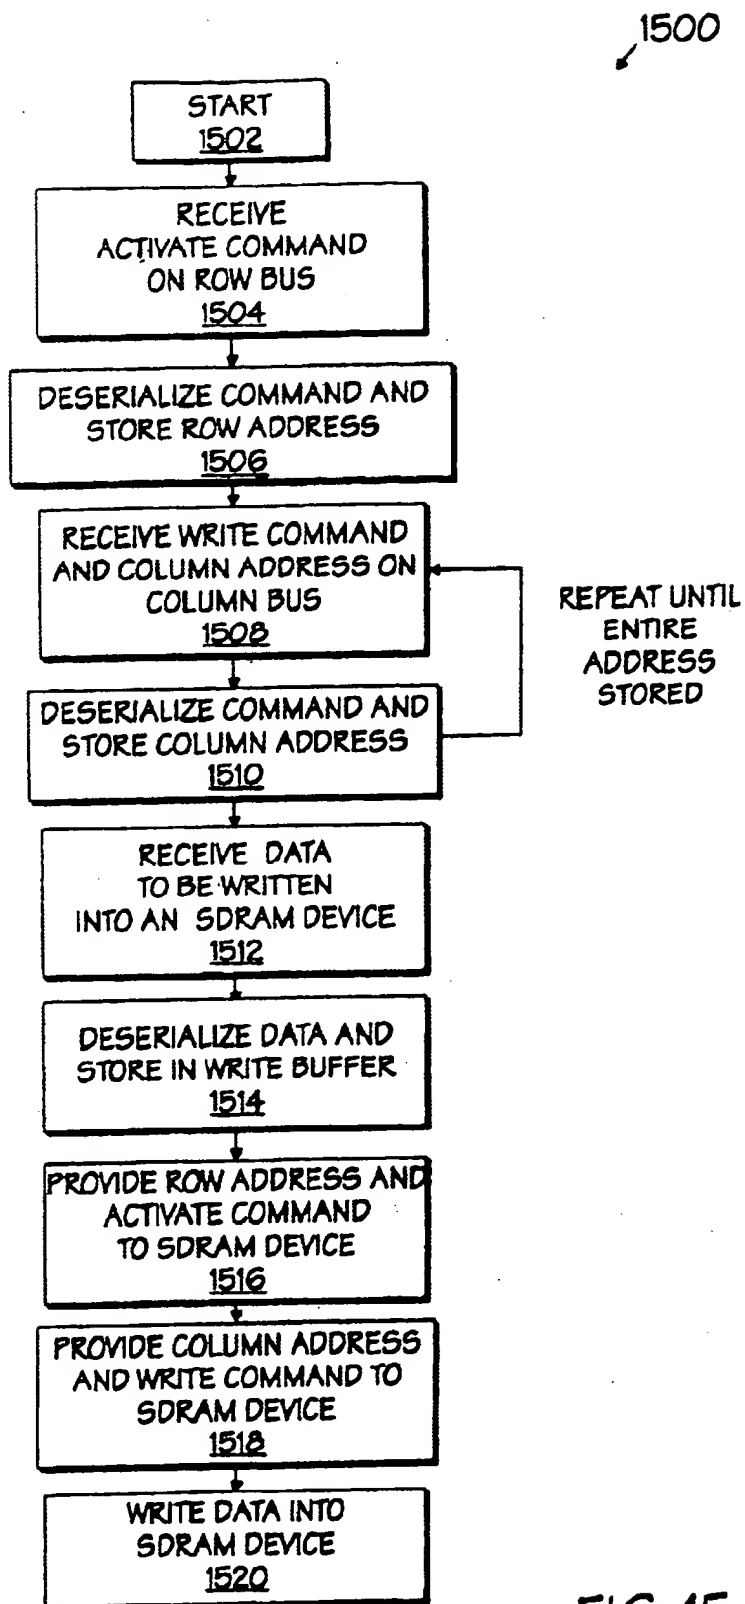 1500
START
1502
RECEIVE
ACTIVATE COMMAND
ON ROW BUS
1504
DESERIALIZE COMMAND AND
STORE ROW ADDRESS
1506
RECEIVE WRITE COMMAND
AND COLUMN ADDRESS ON
COLUMN BUS
1508
REPEAT UNTIL
ENTIRE
ADDRESS
STORED
DESERIALIZE COMMAND AND
STORE COLUMN ADDRESS
1510
RECEIVE DATA
TO BE WRITTEN
INTO AN SDRAM DEVICE
1512
DESERIALIZE DATA AND
STORE IN WRITE BUFFER
1514
PROVIDE ROW ADDRESS AND
ACTIVATE COMMAND
TO SDRAM DEVICE
1516
PROVIDE COLUMN ADDRESS
AND WRITE COMMAND TO
SDRAM DEVICE
1518
WRITE DATA INTO
SDRAM DEVICE
1520